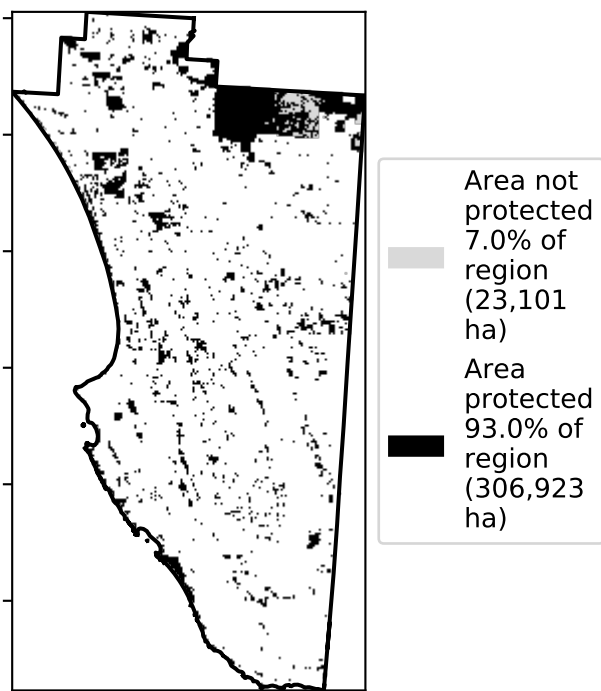 Area not
protected
7.0% of
region
(23,101
ha)
Area
protected
93.0% of
region
(306,923
ha)